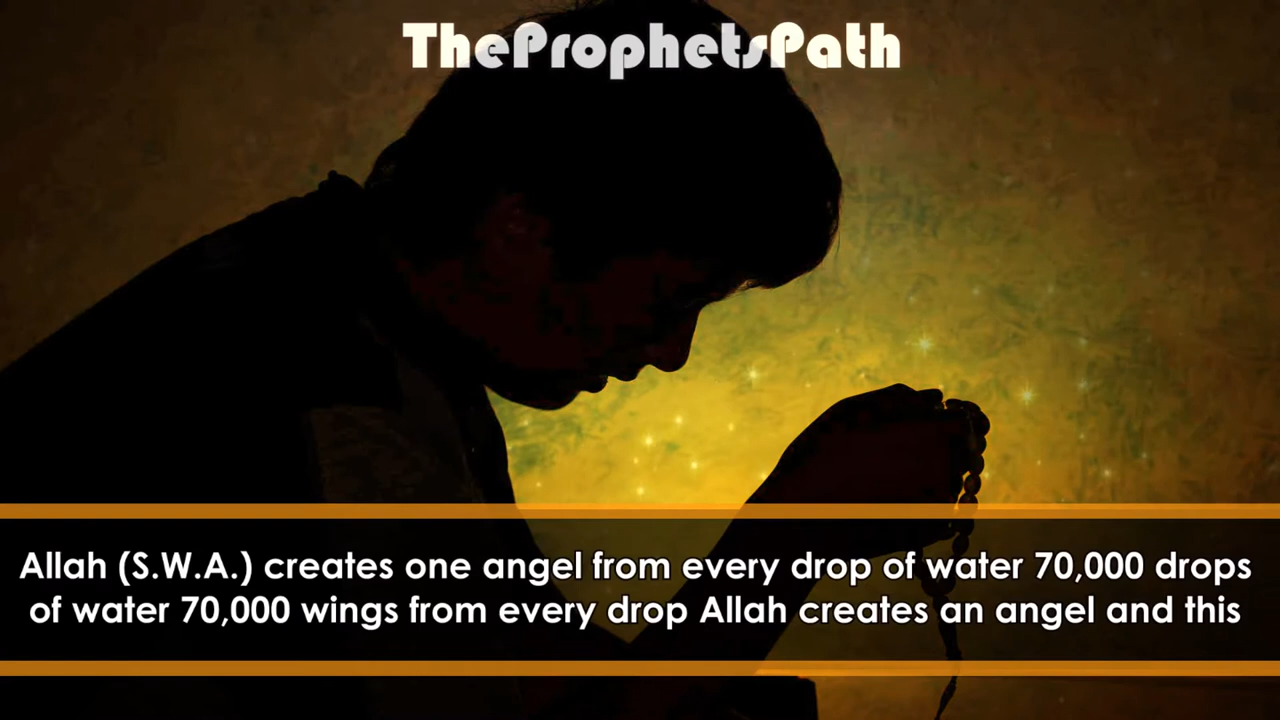 TheProphetsPath
Allah (S.W.A.) creates one angel from every drop of water 70,000 drops
of water 70,000 wings from every drop Allah creates an angel and this